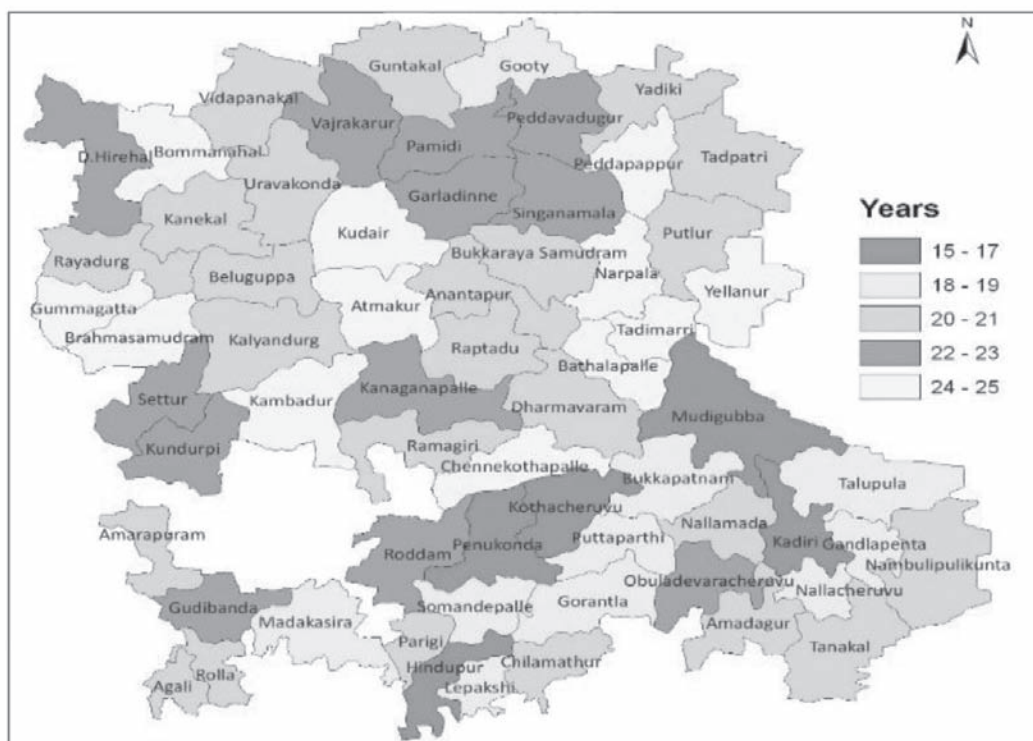 N
Guntakal
Gooty
Vidapanakal
Yadiki
Peddavadugur
Vajrakarur
Pamidi
D.Hirehal
Bommanahal
Peddapappur
Tadpatri
Uravakonda
Garladinne
Singanamala
Kanekal
Kudair
Putlur
Bukkaraya Samudram
Rayadurg
Beluguppa
Narpala
Yellanur
Gummagatta
Atmakur
Anantapur
Brahmasamudram
Kalyandurg
Tadimarri
Raptadu
Bathalapalle
Settur
Kambadur
Kanaganapalle
Dharmavaram
Mudigubba
Kundurpi
Ramagiri
Chennekothapalle
Bukkapatnam
Talupula
Kothacheruvu
Amarapuram
Nallamada
Roddam
Penukonda
Puttaparthi
Kadiri
Gandlapenta
Nambulipulikunta
Obuladevaracheruvu
Nallacheruvu
Gudibanda
Somandepalle
Gorantla
Madakasira
Parigi
Amadagur
Tanakal
Hindupur
Chilamathur
Rolla
Agali
Lepakshi
Years
15 - 17
18 - 19
20 - 21
22 - 23
24 - 25